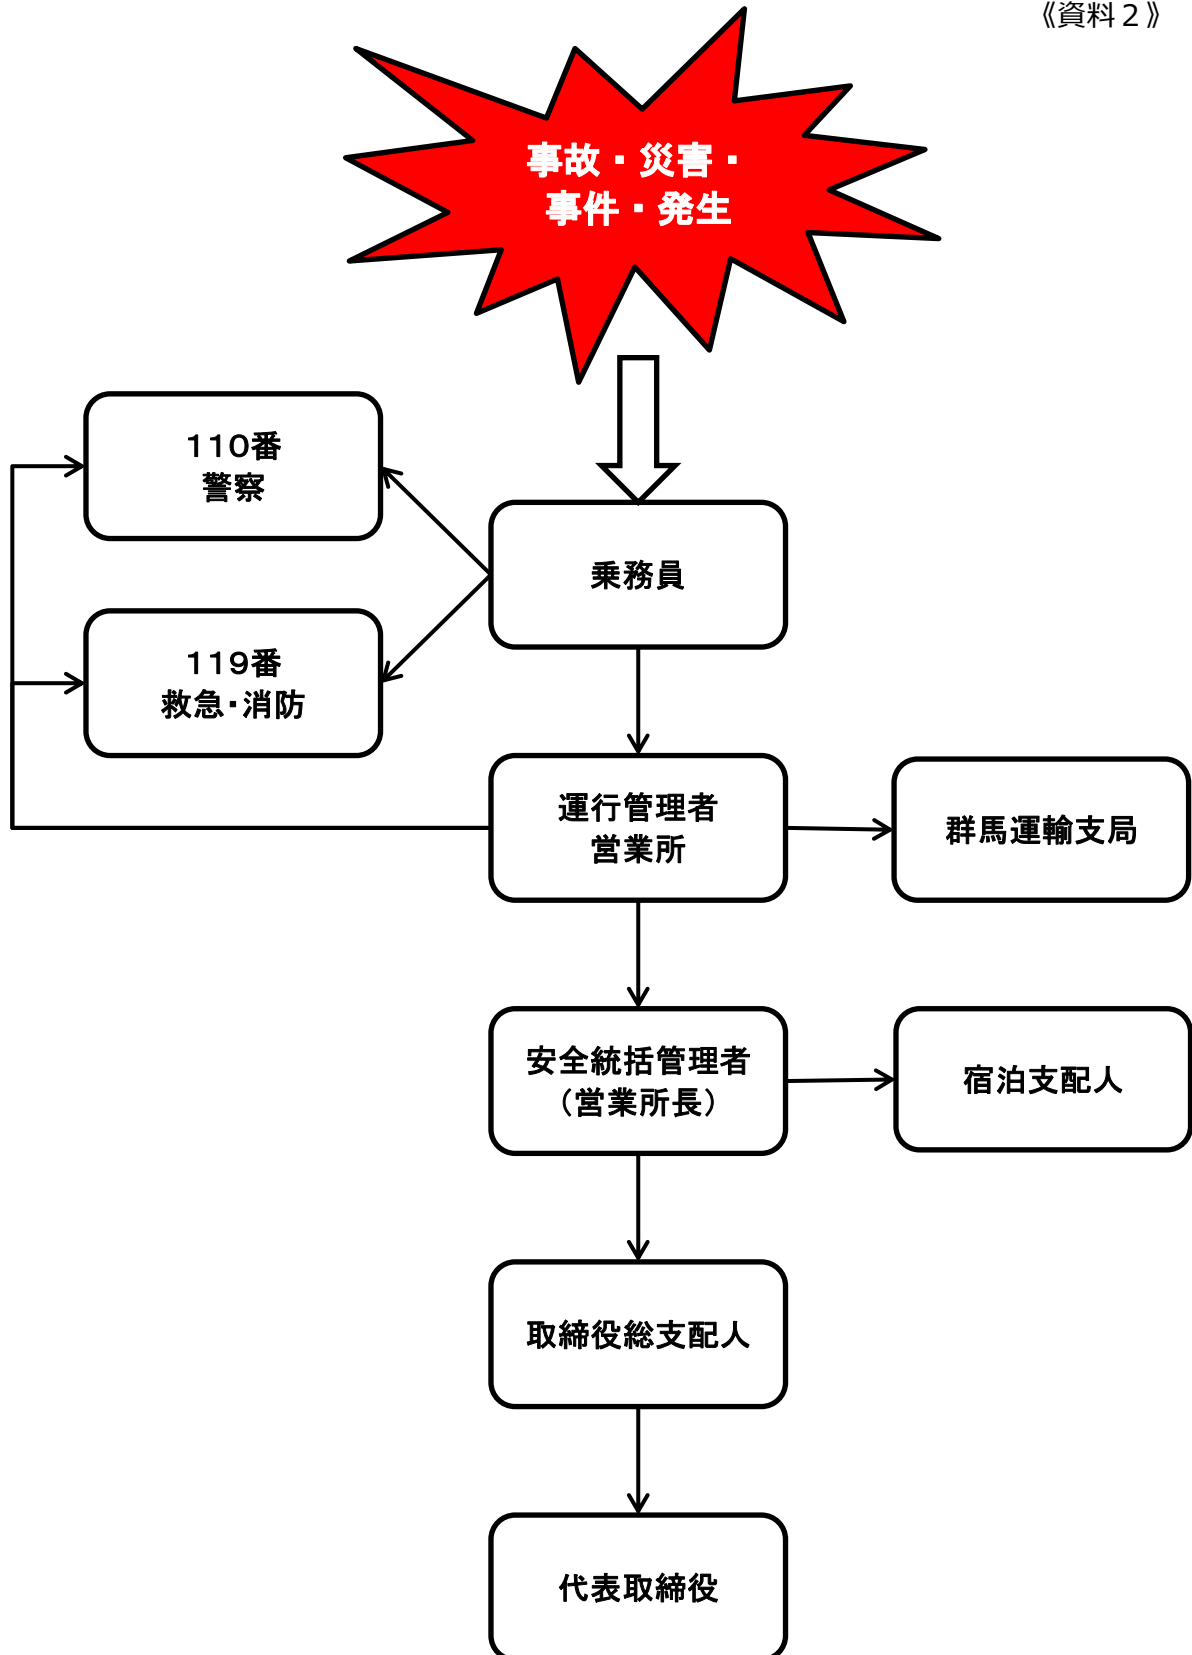 《資料２》
事故・災害・
事件・発生
１１０番
警察
乗務員
１１９番
救急・消防
運行管理者
営業所
群馬運輸支局
安全統括管理者
（営業所長）
宿泊支配人
取締役総支配人
代表取締役